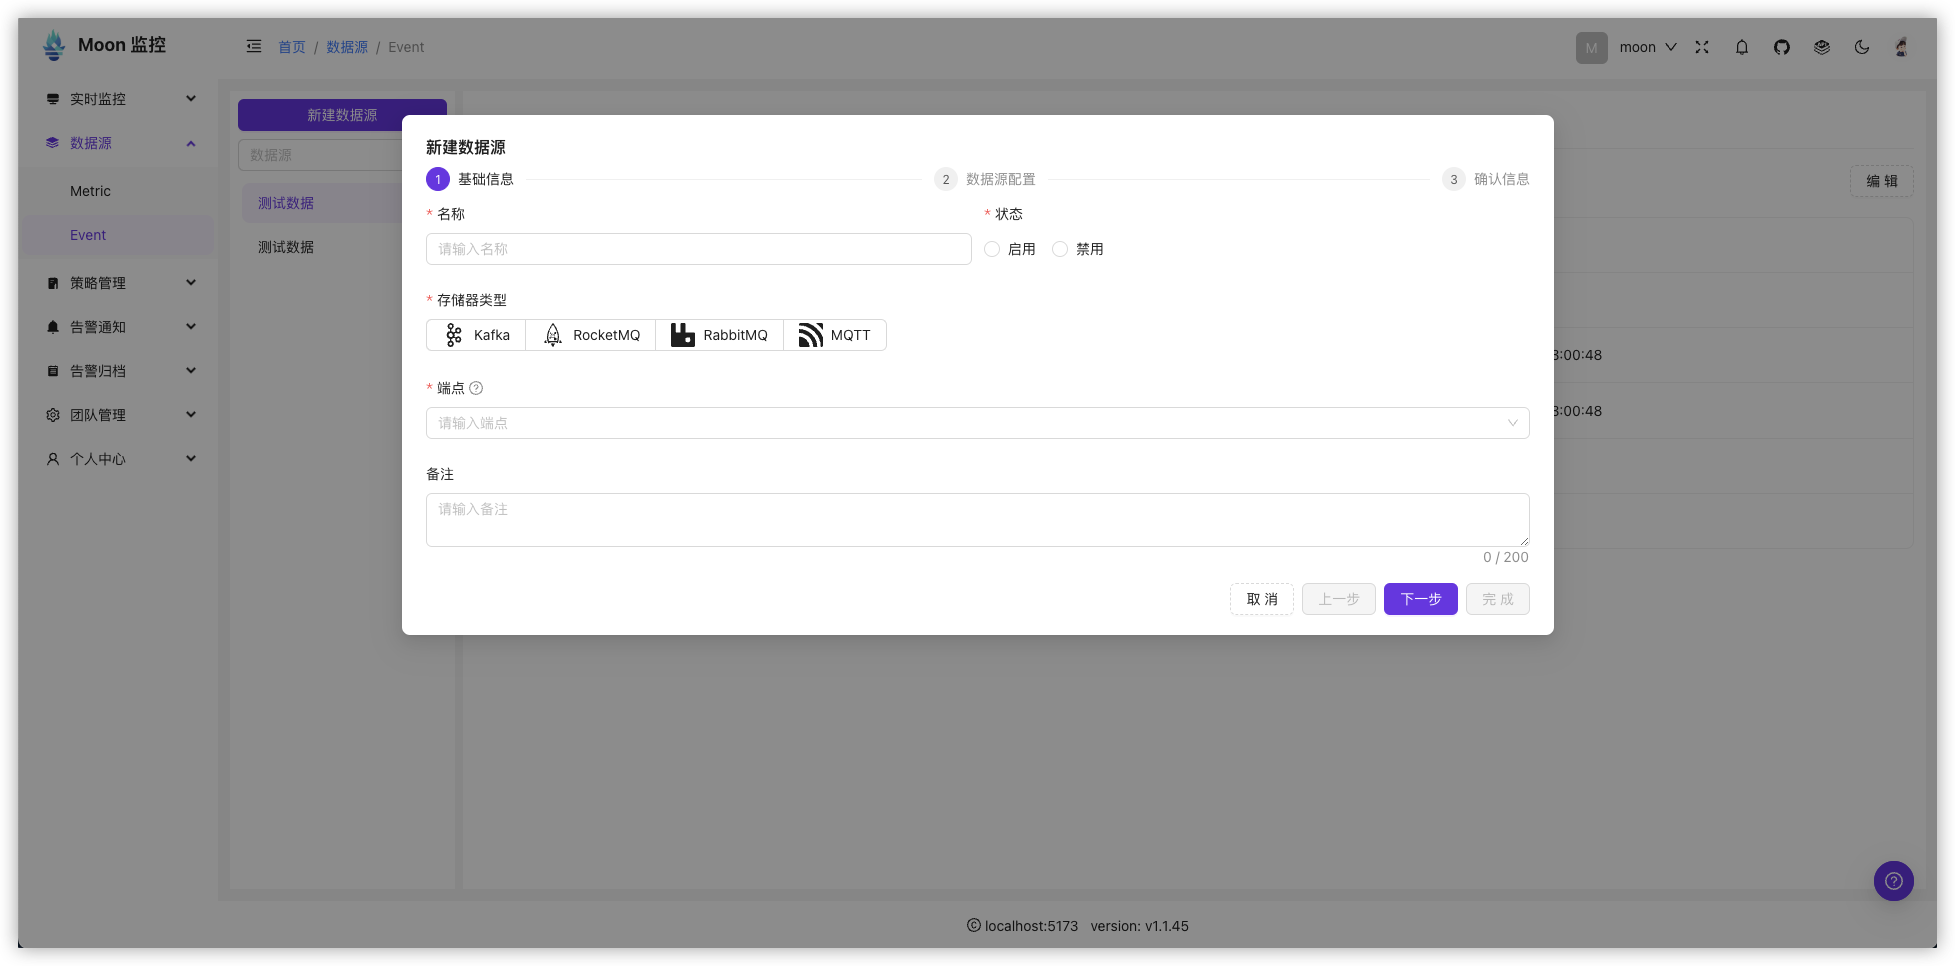 Moon 监控
首页 / 数据源 / Event
M moon
实时监控
数据源
Metric
Event
策略管理
告警通知
告警归档
团队管理
个人中心
新建数据源
数据源
测试数据
测试数据
编 辑
8:00:48
8:00:48
新建数据源
1 基础信息
2 数据源配置
3 确认信息
* 名称
请输入名称
* 状态
启用 禁用
* 存储器类型
Kafka RocketMQ RabbitMQ MQTT
* 端点 ?
请输入端点
备注
请输入备注
0 / 200
取 消 上一步 下一步 完 成
© localhost:5173 version: v1.1.45